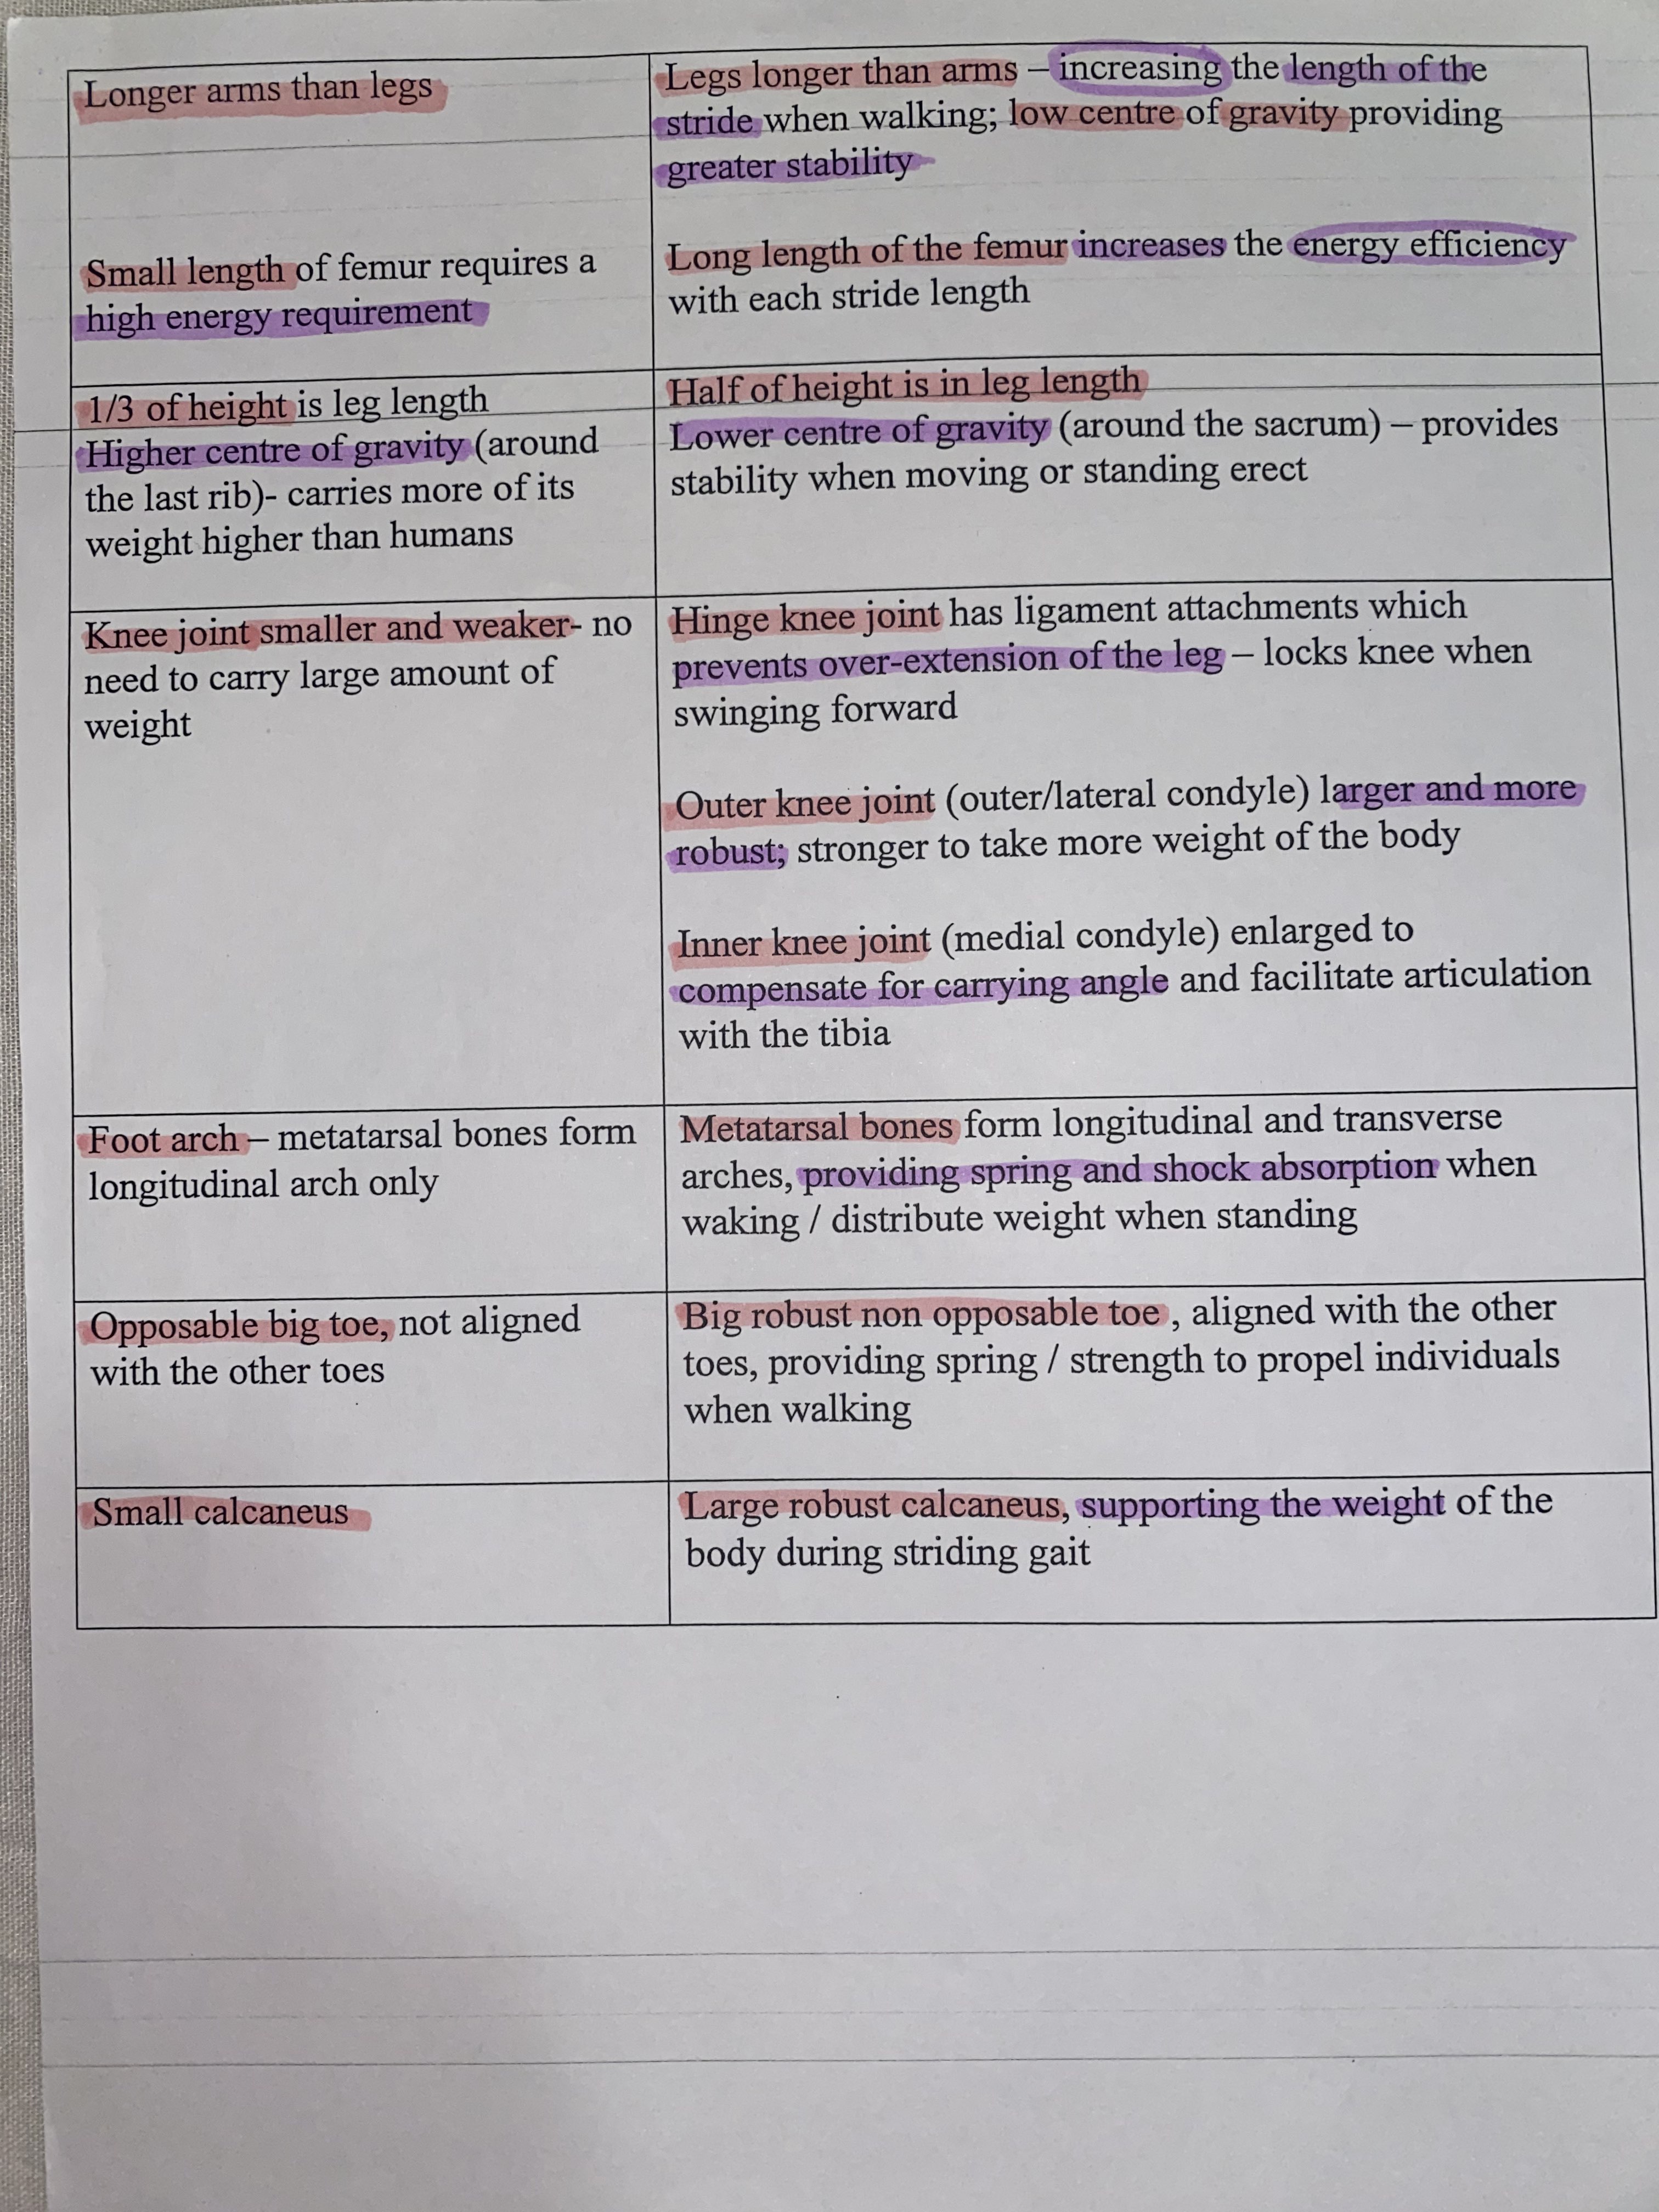 Longer arms than legs
Small length of femur requires a
high energy requirement
Legs longer than arms – increasing the length of the
stride when walking; low centre of gravity providing
greater stability
Long length of the femur increases the energy efficiency
with each stride length
1/3 of height is leg length
Higher centre of gravity (around
the last rib)- carries more of its
weight higher than humans
Half of height is in leg length
Lower centre of gravity (around the sacrum) – provides
stability when moving or standing erect
Knee joint smaller and weaker- no
need to carry large amount of
weight
Hinge knee joint has ligament attachments which
prevents over-extension of the leg – locks knee when
swinging forward
Outer knee joint (outer/lateral condyle) larger and more
robust; stronger to take more weight of the body
Inner knee joint (medial condyle) enlarged to
compensate for carrying angle and facilitate articulation
with the tibia
Foot arch – metatarsal bones form
longitudinal arch only
Metatarsal bones form longitudinal and transverse
arches, providing spring and shock absorption when
waking / distribute weight when standing
Opposable big toe, not aligned
with the other toes
Big robust non opposable toe , aligned with the other
toes, providing spring / strength to propel individuals
when walking
Small calcaneus
Large robust calcaneus, supporting the weight of the
body during striding gait